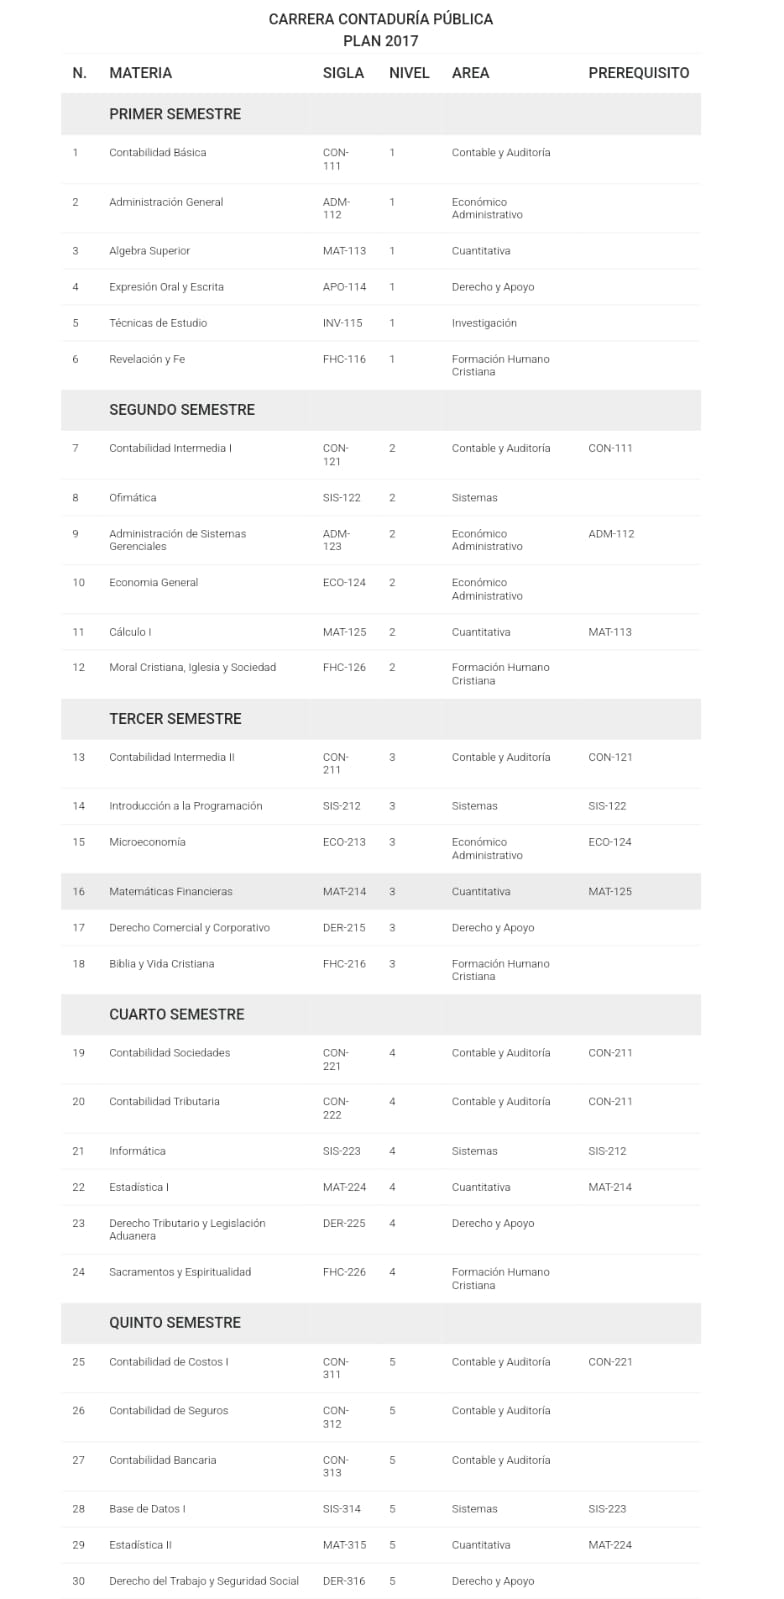 CARRERA CONTADURÍA PÚBLICA
PLAN 2017
N. MATERIA SIGLA NIVEL AREA PREREQUISITO
PRIMER SEMESTRE
1 Contabilidad Básica CON- 1 Contable y Auditoría
111
2 Administración General ADM- 1 Económico
112 Administrativo
3 Algebra Superior MAT-113 1 Cuantitativa
4 Expresión Oral y Escrita APO-114 1 Derecho y Apoyo
5 Técnicas de Estudio INV-115 1 Investigación
6 Revelación y Fe FHC-116 1 Formación Humano
Cristiana
SEGUNDO SEMESTRE
7 Contabilidad Intermedia I CON- 2 Contable y Auditoría CON-111
121
8 Ofimática SIS-122 2 Sistemas
9 Administración de Sistemas ADM- 2 Económico ADM-112
Gerenciales 123 Administrativo
10 Economia General ECO-124 2 Económico
Administrativo
11 Cálculo I MAT-125 2 Cuantitativa MAT-113
12 Moral Cristiana, Iglesia y Sociedad FHC-126 2 Formación Humano
Cristiana
TERCER SEMESTRE
13 Contabilidad Intermedia II CON- 3 Contable y Auditoría CON-121
211
14 Introducción a la Programación SIS-212 3 Sistemas SIS-122
15 Microeconomía ECO-213 3 Económico ECO-124
Administrativo
16 Matemáticas Financieras MAT-214 3 Cuantitativa MAT-125
17 Derecho Comercial y Corporativo DER-215 3 Derecho y Apoyo
18 Biblia y Vida Cristiana FHC-216 3 Formación Humano
Cristiana
CUARTO SEMESTRE
19 Contabilidad Sociedades CON- 4 Contable y Auditoría CON-211
221
20 Contabilidad Tributaria CON- 4 Contable y Auditoría CON-211
222
21 Informática SIS-223 4 Sistemas SIS-212
22 Estadística I MAT-224 4 Cuantitativa MAT-214
23 Derecho Tributario y Legislación DER-225 4 Derecho y Apoyo
Aduanera
24 Sacramentos y Espiritualidad FHC-226 4 Formación Humano
Cristiana
QUINTO SEMESTRE
25 Contabilidad de Costos I CON- 5 Contable y Auditoría CON-221
311
26 Contabilidad de Seguros CON- 5 Contable y Auditoría
312
27 Contabilidad Bancaria CON- 5 Contable y Auditoría
313
28 Base de Datos I SIS-314 5 Sistemas SIS-223
29 Estadística II MAT-315 5 Cuantitativa MAT-224
30 Derecho del Trabajo y Seguridad Social DER-316 5 Derecho y Apoyo